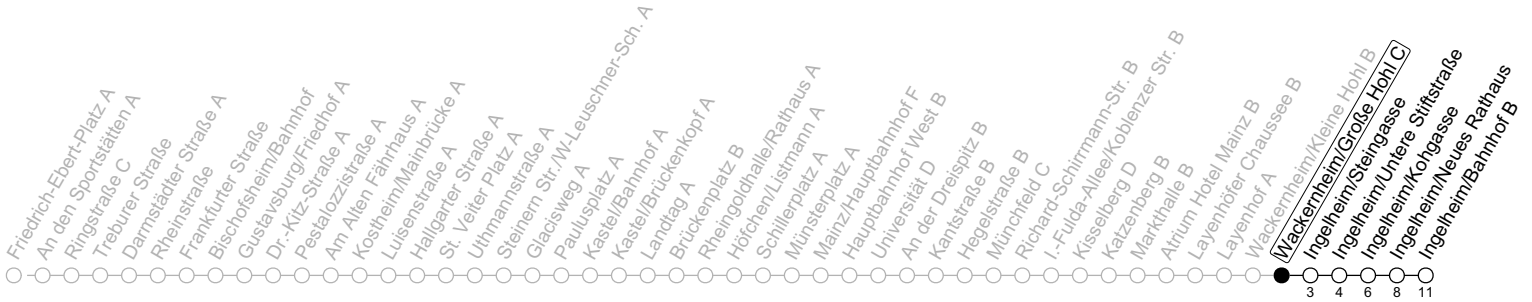 Friedrich-Ebert-Platz A
An den Sportstätten A
Ringstraße C
Treburer Straße
Darmstädter Straße A
Rheinstraße
Frankfurter Straße
Bischofsheim/Bahnhof
Gustavsburg/Friedhof A
Dr.-Kitz-Straße A
Pestalozzistraße A
Am Alten Fährhaus A
Kostheim/Mainbrücke A
Luisenstraße A
Hallgarter Straße A
St. Veiter Platz A
Uthmannstraße A
Steinern Str./W-Leuschner-Sch. A
Glacisweg A
Paulusplatz A
Kastel/Bahnhof A
Kastel/Brückenkopf A
Landtag A
Brückenplatz B
Rheingoldhalle/Rathaus A
Höfchen/Listmann A
Schillerplatz A
Münsterplatz A
Mainz/Hauptbahnhof F
Hauptbahnhof West B
Universität D
An der Dreispitz B
Kantstraße B
Hegelstraße B
Münchfeld C
Richard-Schirrmann-Str. B
I.-Fulda-Allee/Koblenzer Str. B
Kisselberg D
Katzenberg B
Markthalle B
Atrium Hotel Mainz B
Layenhöfer Chaussee B
Layenhof A
Wackernheim/Kleine Hohl B
Wackernheim/Große Hohl C
Ingelheim/Steingasse
Ingelheim/Untere Stiftstraße
Ingelheim/Kohgasse
Ingelheim/Neues Rathaus
Ingelheim/Bahnhof B
3 4 6 8 11